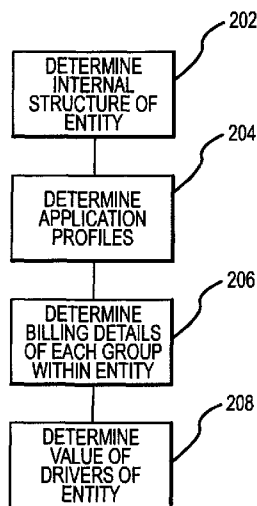 202
DETERMINE
INTERNAL
STRUCTURE OF
ENTITY
204
DETERMINE
APPLICATION
PROFILES
206
DETERMINE
BILLING DETAILS
OF EACH GROUP
WITHIN ENTITY
208
DETERMINE
VALUE OF
DRIVERS OF
ENTITY